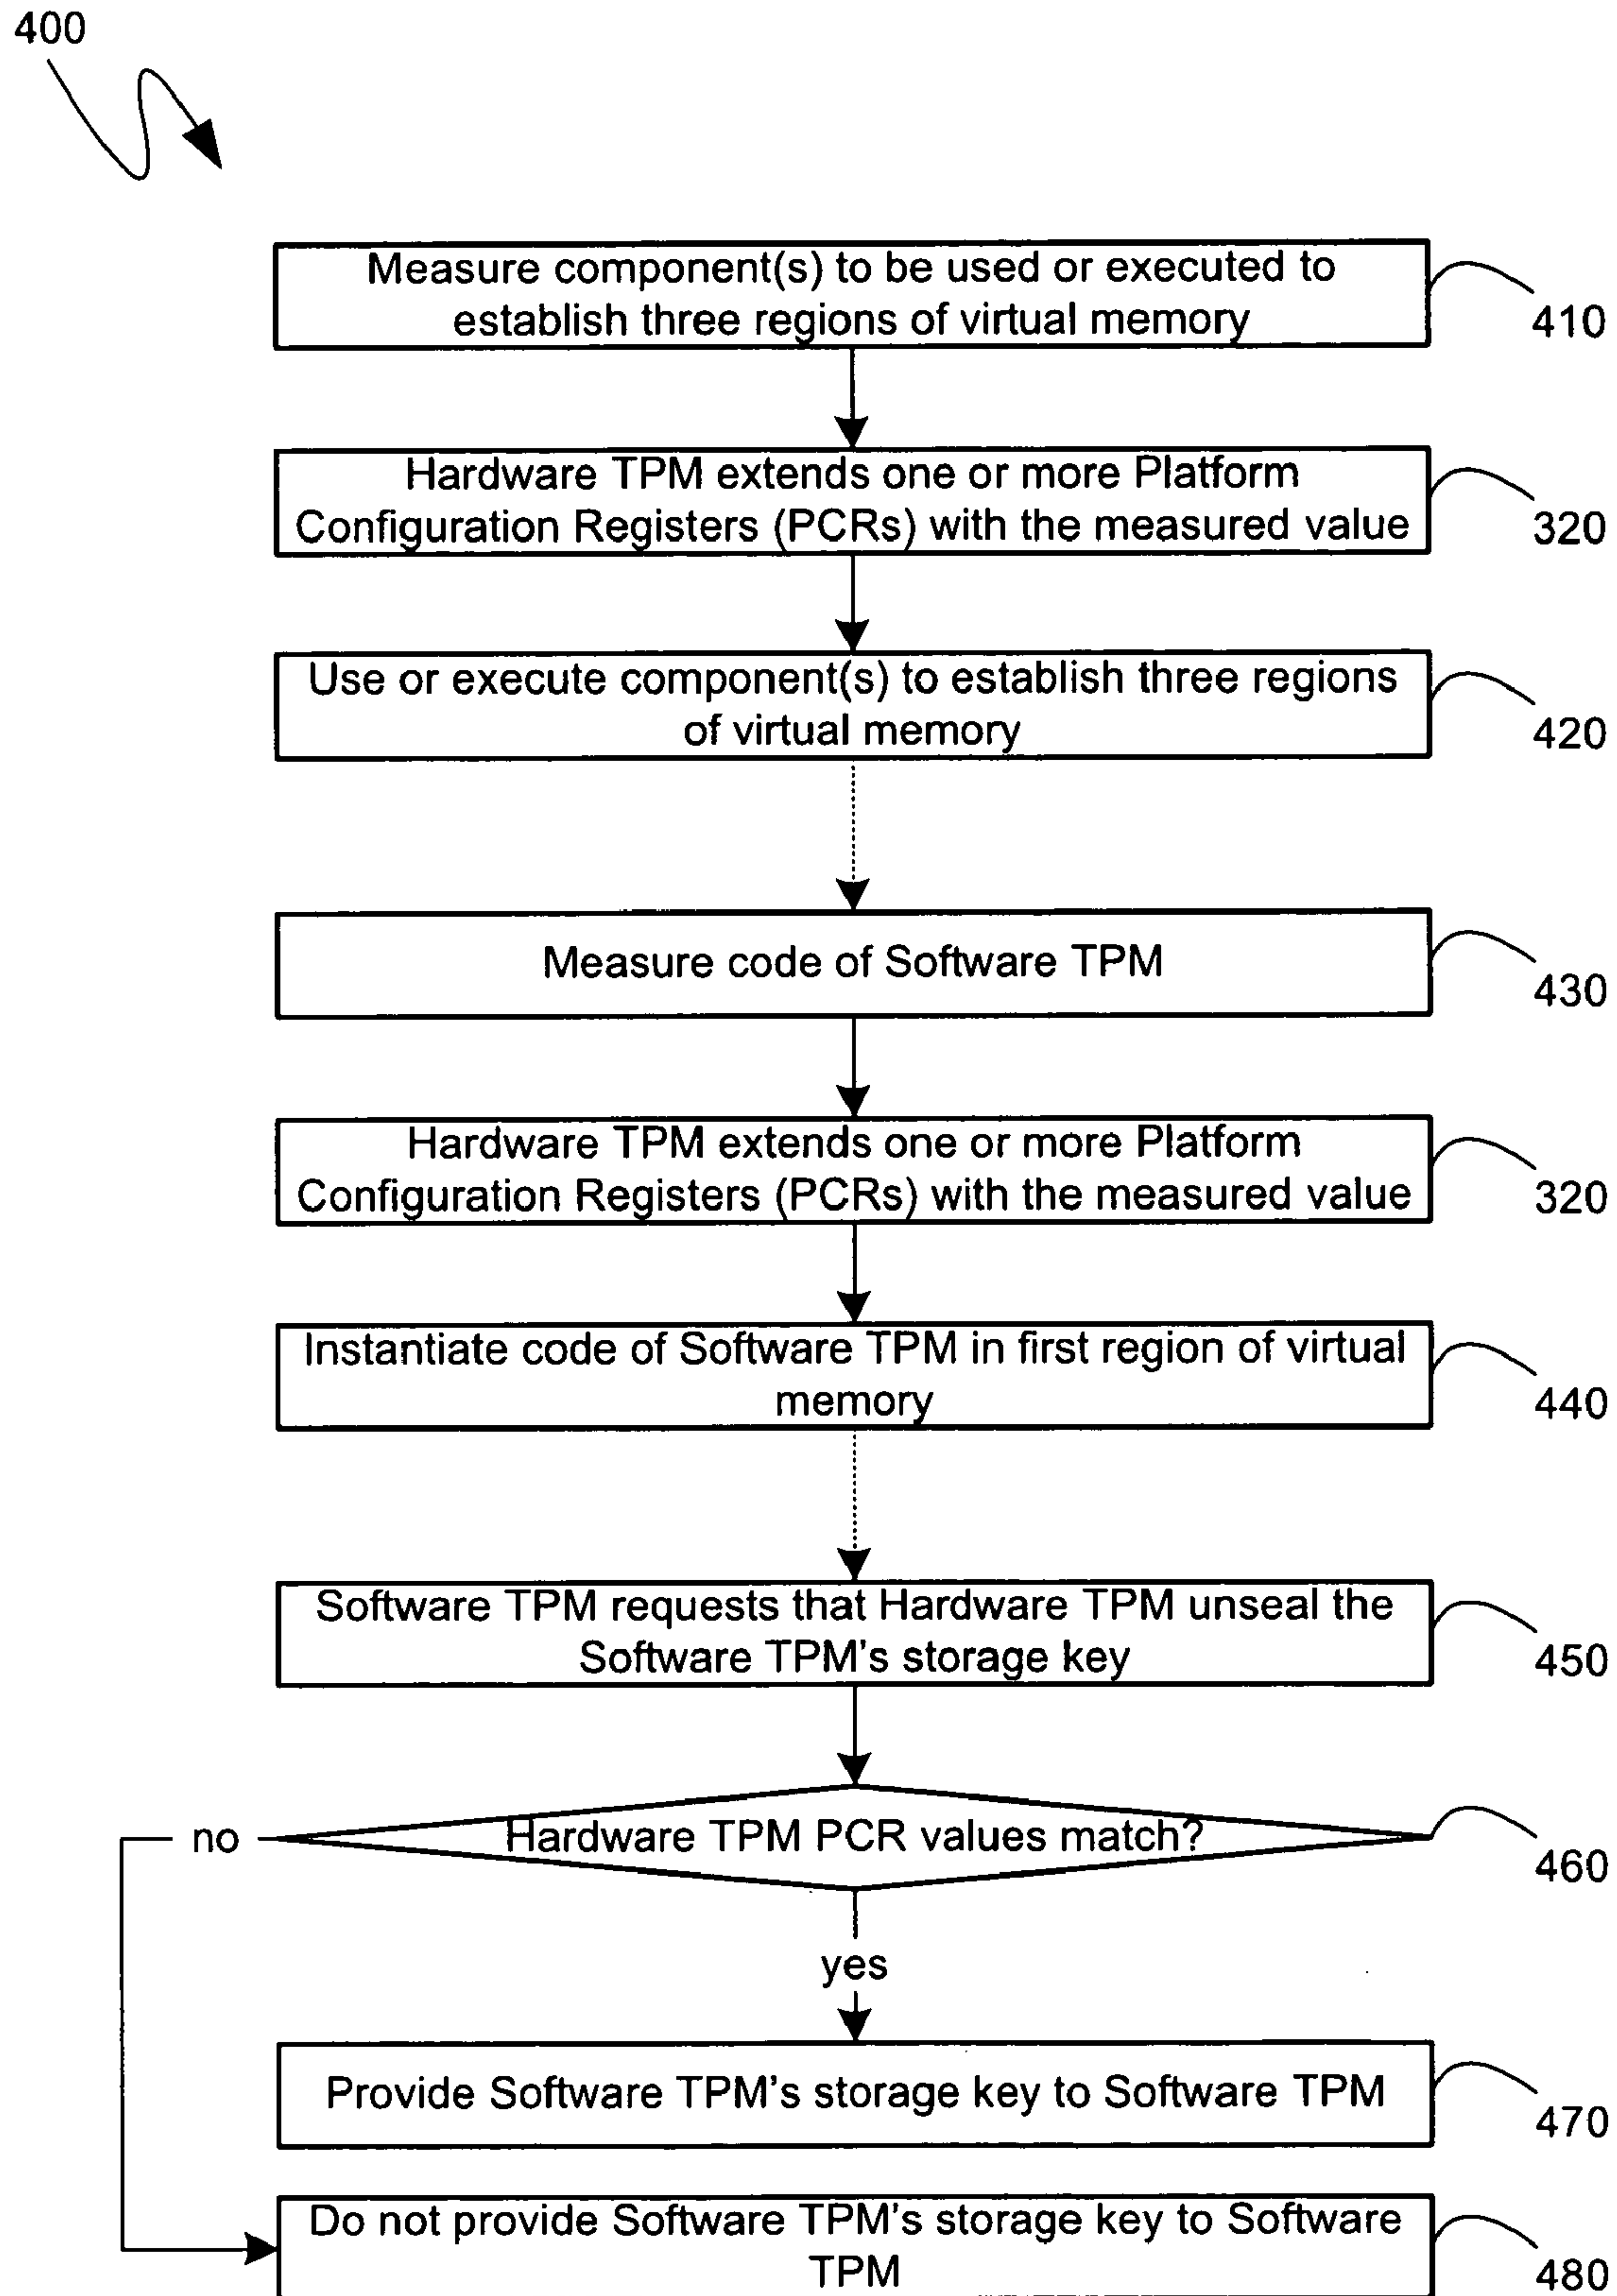 400
Measure component(s) to be used or executed to
establish three regions of virtual memory
410
Hardware TPM extends one or more Platform
Configuration Registers (PCRs) with the measured value
320
Use or execute component(s) to establish three regions
of virtual memory
420
Measure code of Software TPM
430
Hardware TPM extends one or more Platform
Configuration Registers (PCRs) with the measured value
320
Instantiate code of Software TPM in first region of virtual
memory
440
Software TPM requests that Hardware TPM unseal the
Software TPM's storage key
450
Hardware TPM PCR values match?
no
460
yes
Provide Software TPM's storage key to Software TPM
470
Do not provide Software TPM's storage key to Software
TPM
480